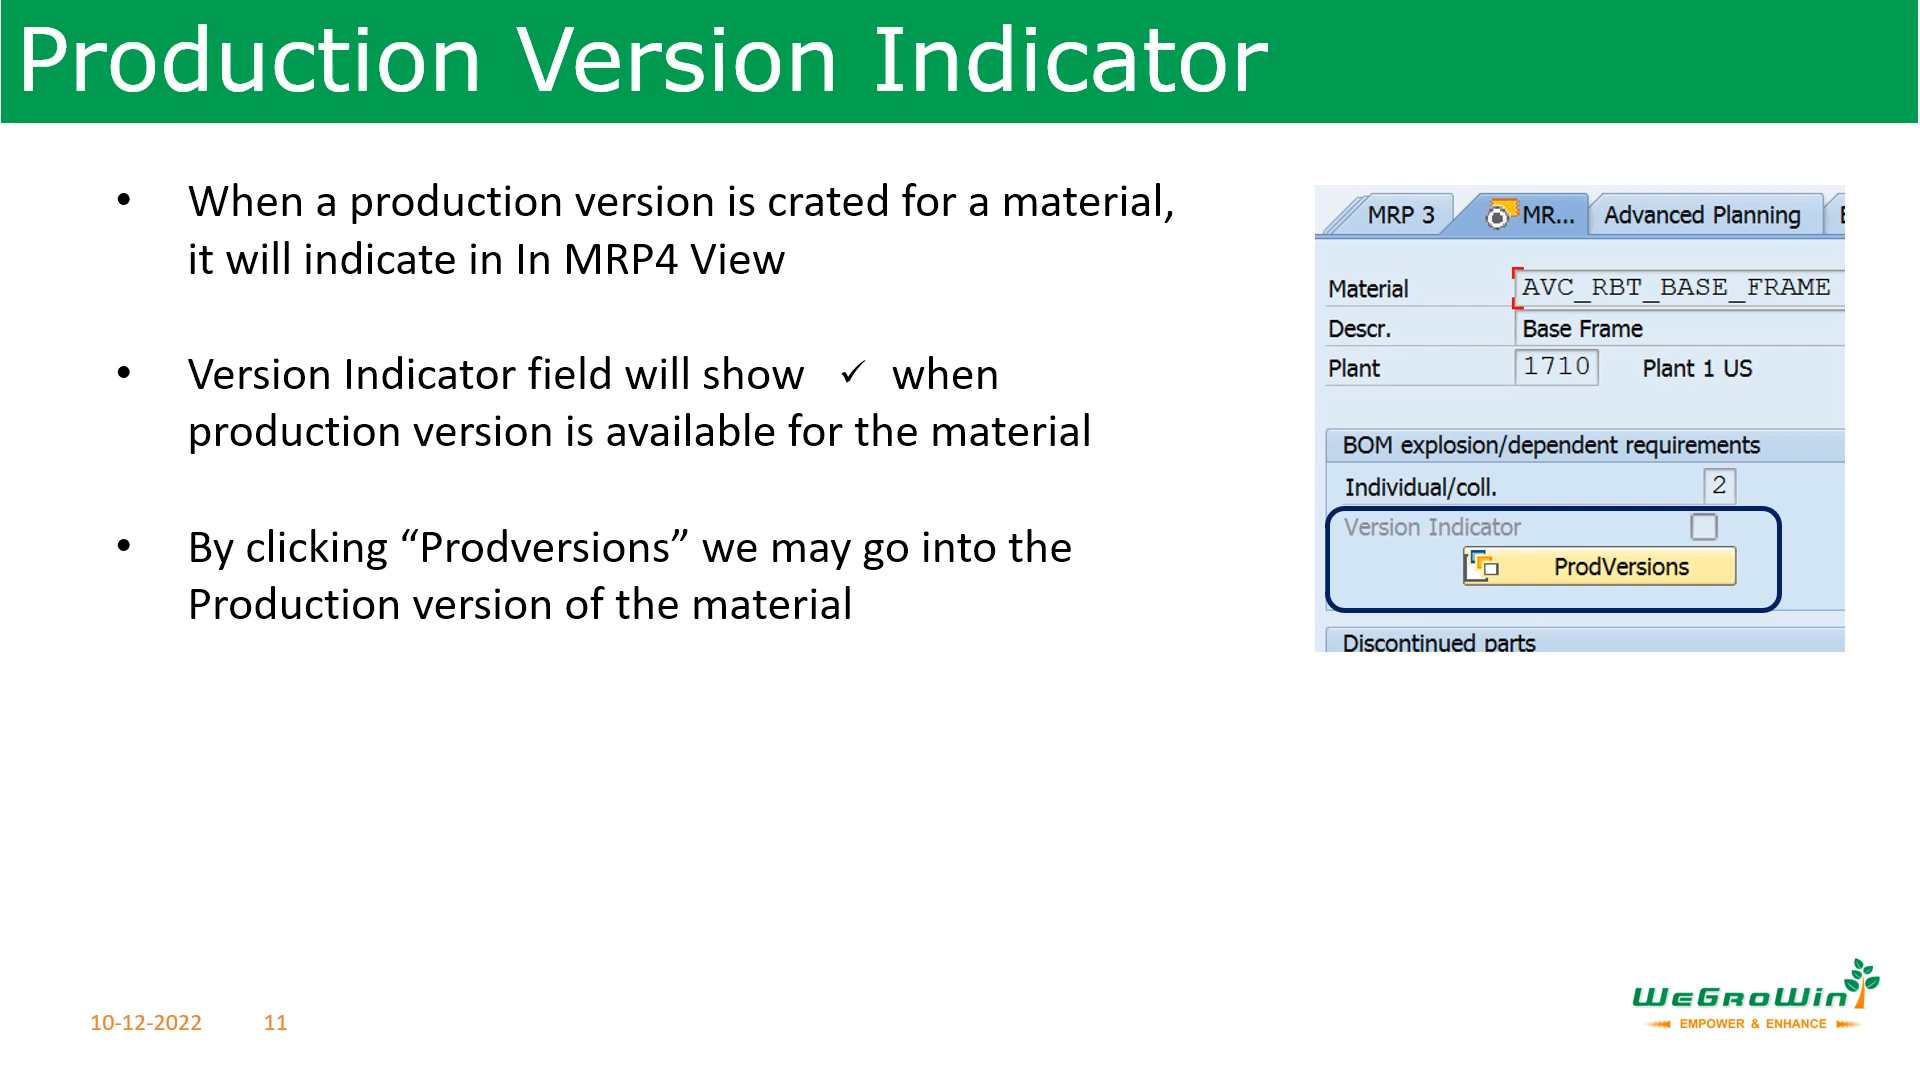 Production Version Indicator
• When a production version is crated for a material,
it will indicate in In MRP4 View
• Version Indicator field will show ✓ when
production version is available for the material
• By clicking “Prodversions” we may go into the
Production version of the material
MRP 3 MR... Advanced Planning
Material AVC_RBT_BASE_FRAME
Descr. Base Frame
Plant 1710 Plant 1 US
BOM explosion/dependent requirements
Individual/coll. 2
Version Indicator
ProdVersions
Discontinued parts
WeGroWin
EMPOWER & ENHANCE
10-12-2022 11